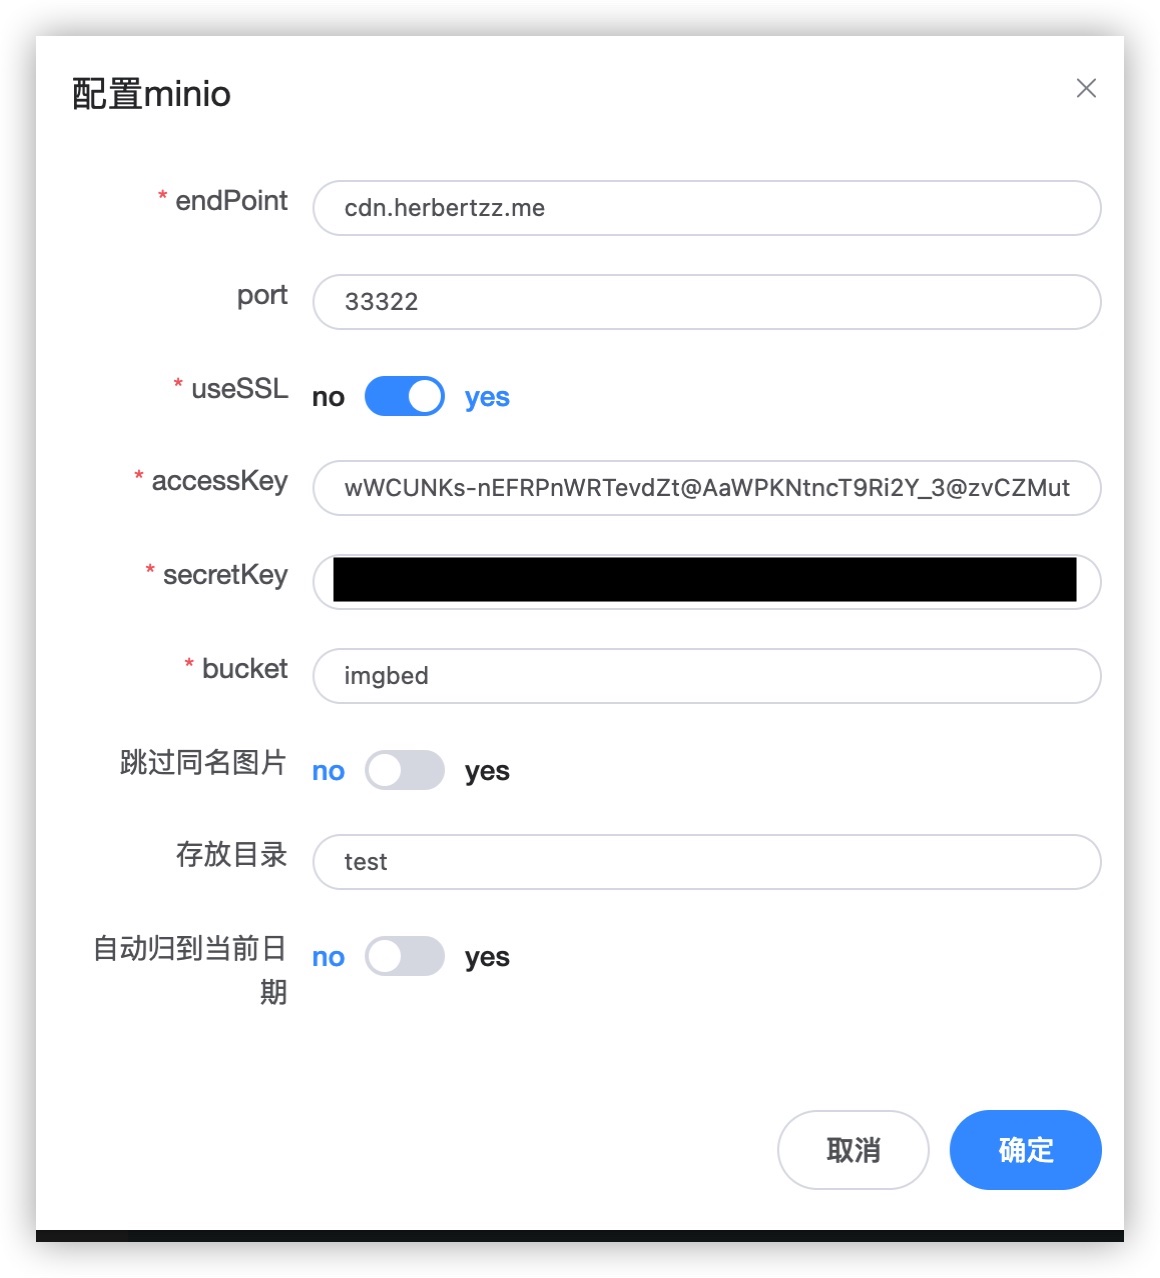 配置minio
* endPoint cdn.herbertzz.me
port 33322
* useSSL no yes
* accessKey wWCUNKs-nEFRPnWRTevdZt@AaWPKNtncT9Ri2Y_3@zvCZMut
* secretKey
* bucket imgbed
跳过同名图片 no yes
存放目录 test
自动归到当前日
期 no yes
取消 确定